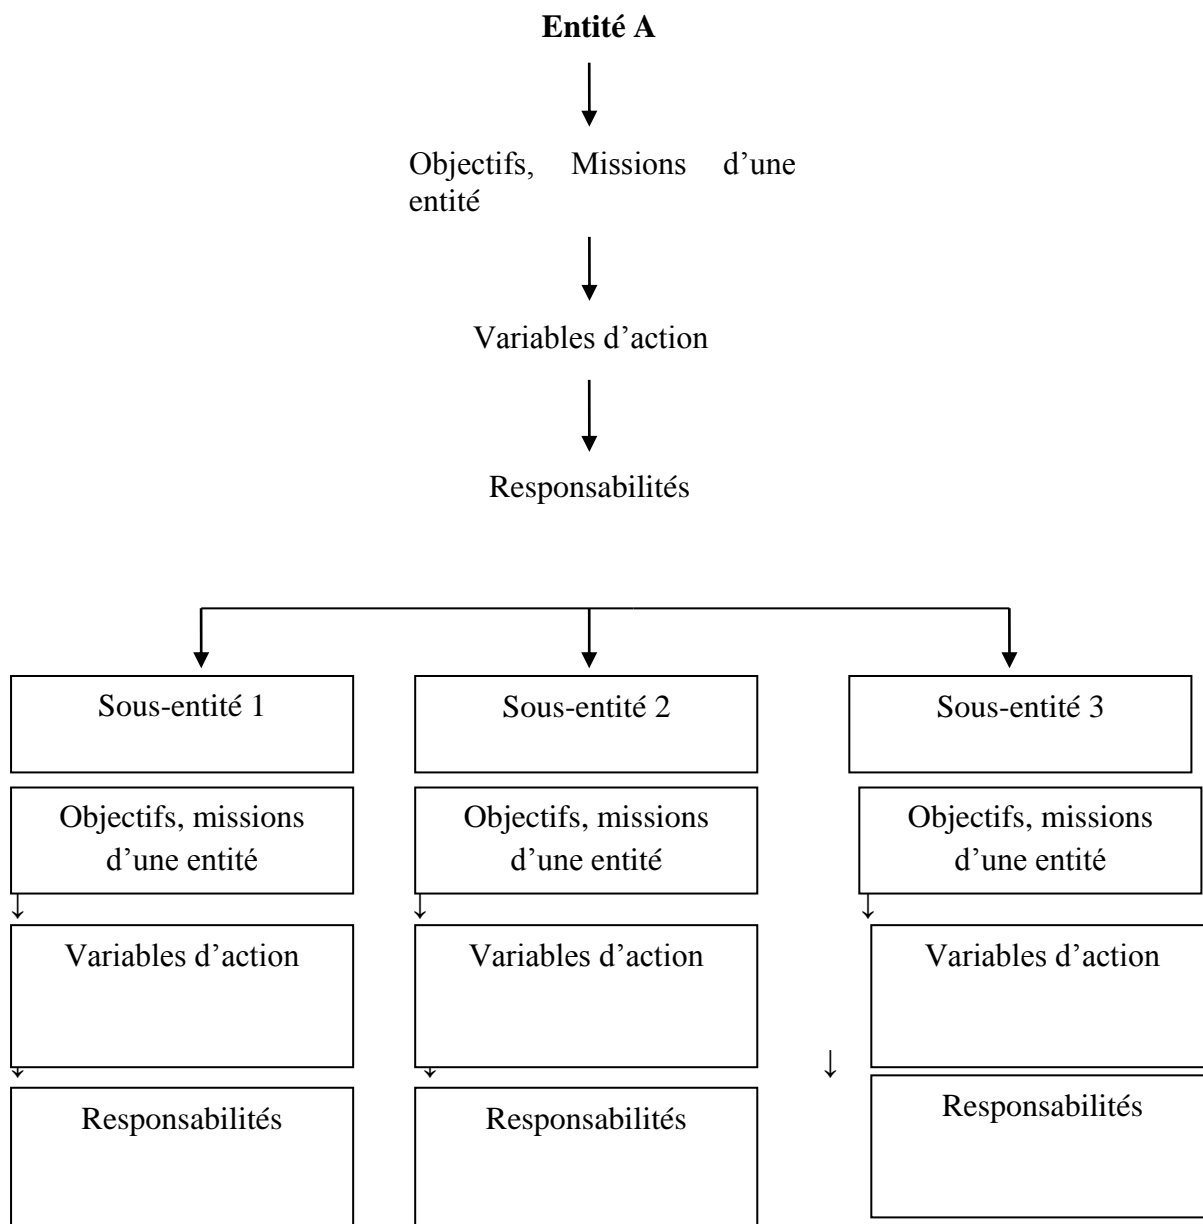 Entité A
Objectifs, Missions d’une
entité
Variables d’action
Responsabilités
Sous-entité 1
Sous-entité 2
Sous-entité 3
Objectifs, missions
d’une entité
Objectifs, missions
d’une entité
Objectifs, missions
d’une entité
Variables d’action
Variables d’action
Variables d’action
Responsabilités
Responsabilités
Responsabilités